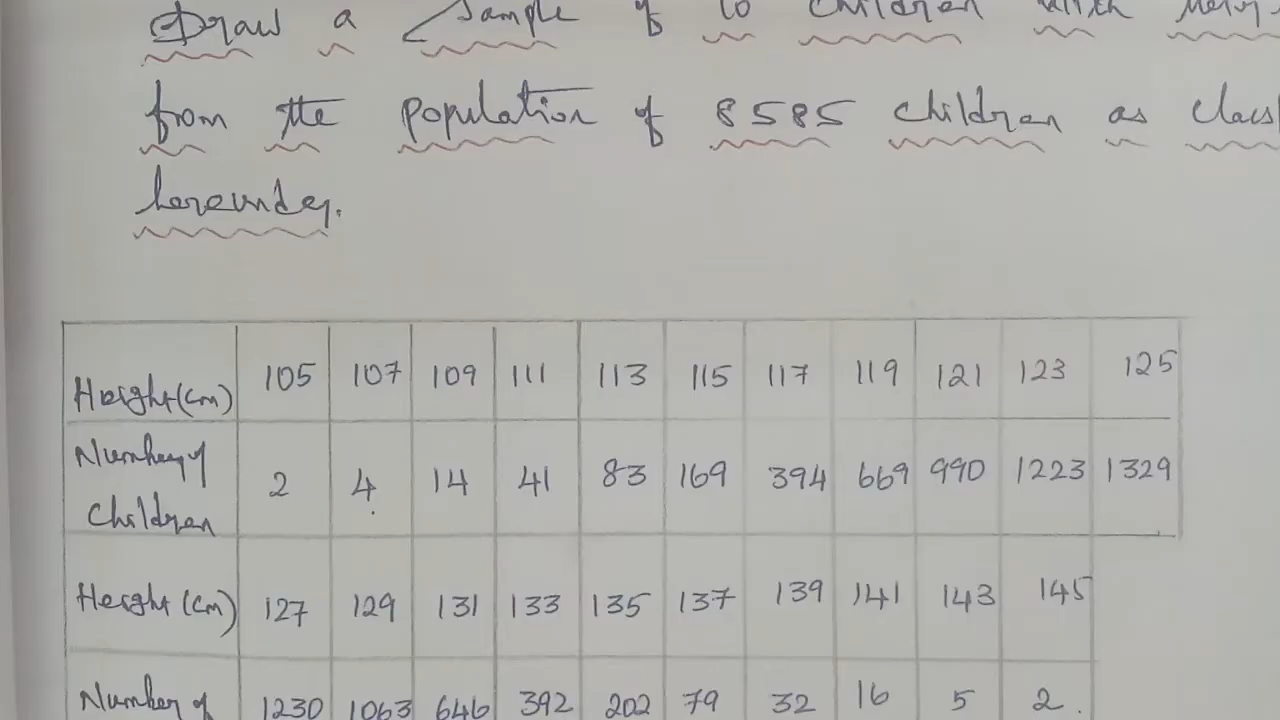 Draw a sample of 10 children with
from the population of 8585 children as
hereunder.
Height(cm) 105 107 109 111 113 115 117 119 121 123 125
Number of 2 4 14 41 83 169 394 669 990 1223 1329
Children
Height (cm) 127 129 131 133 135 137 139 141 143 145
Number of 1230 1063 646 392 202 79 32 16 5 2.